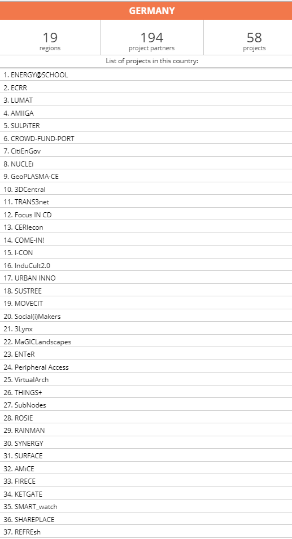 GERMANY
19 194 58
regions project partners projects
List of projects in this country:
1. ENERGY@SCHOOL
2. ECRR
3. LUMAT
4. AMIIGA
5. SULPiTER
6. CROWD-FUND-PORT
7. CitiEnGov
8. NUCLEI
9. GeoPLASMA-CE
10. 3DCentral
11. TRANS3net
12. Focus IN CD
13. CERIecon
14. COME-IN!
15. I-CON
16. InduCult2.0
17. URBAN INNO
18. SUSTREE
19. MOVECIT
20. Social(i)Makers
21. 3Lynx
22. MaGICLandscapes
23. ENTeR
24. Peripheral Access
25. VirtualArch
26. THINGS+
27. SubNodes
28. ROSIE
29. RAINMAN
30. SYNERGY
31. SURFACE
32. AMiCE
33. FIRECE
34. KETGATE
35. SMART_watch
36. SHAREPLACE
37. REFREsh